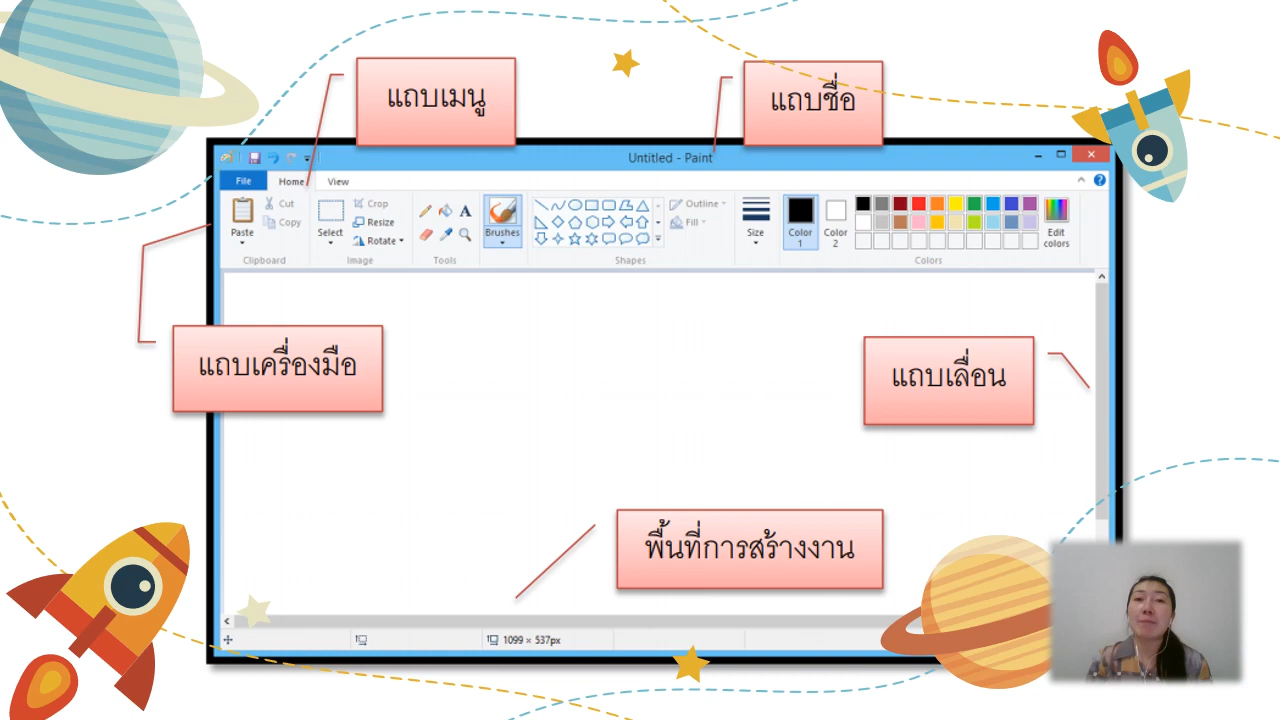 แถบเมนู
แถบชื่อ
Untitled - Paint
File Home View
Paste
Cut
Copy
Clipboard
Select
Crop
Resize
Rotate
Image
A
Tools
Brushes
Shapes
Outline
Fill
Size
Color 1
Color 2
Edit colors
Colors
แถบเครื่องมือ
แถบเลื่อน
พื้นที่การสร้างงาน
1099 × 537px